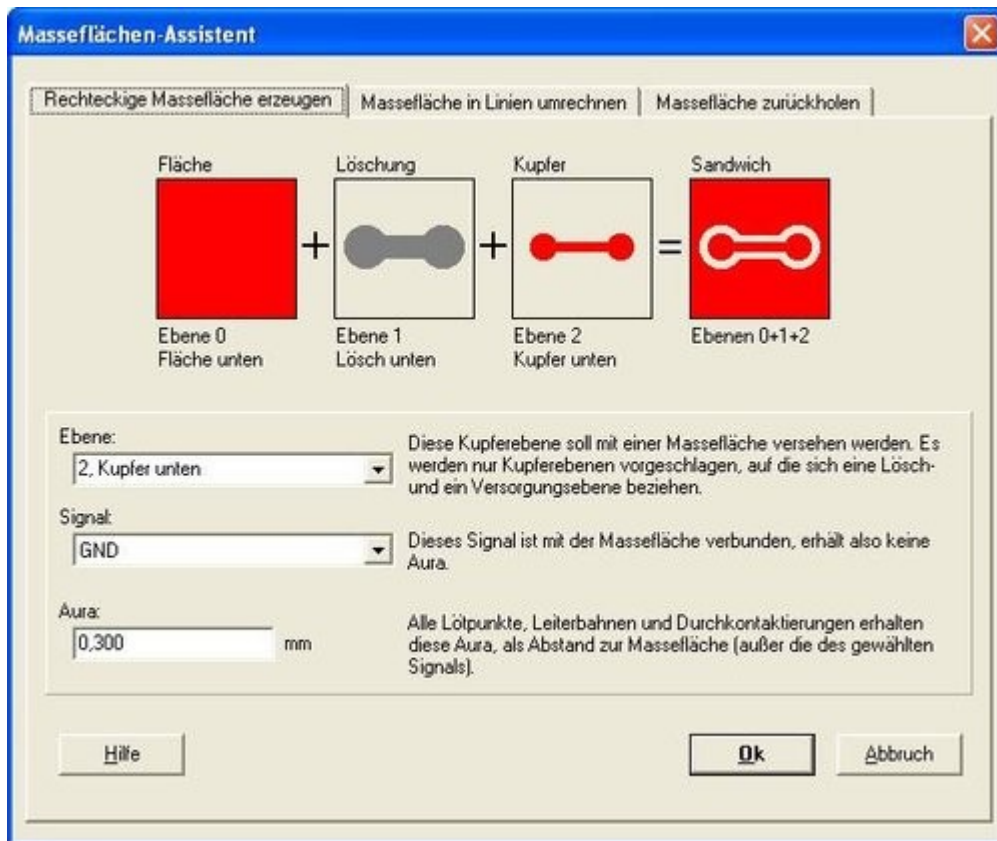 Masseflächen-Assistent
Rechteckige Massefläche erzeugen
Massefläche in Linien umrechnen
Massefläche zurückholen
Fläche
Löschung
Kupfer
Sandwich
+
+
=
Ebene 0
Fläche unten
Ebene 1
Lösch unten
Ebene 2
Kupfer unten
Ebenen 0+1+2
Ebene:
2, Kupfer unten
Diese Kupferebene soll mit einer Massefläche versehen werden. Es
werden nur Kupferebenen vorgeschlagen, auf die sich eine Lösch-
und ein Versorgungsebene beziehen.
Signal:
GND
Dieses Signal ist mit der Massefläche verbunden, erhält also keine
Aura.
Aura:
0,300
mm
Alle Lötpunkte, Leiterbahnen und Durchkontaktierungen erhalten
diese Aura, als Abstand zur Massefläche (außer die des gewählten
Signals).
Hilfe
Ok
Abbruch